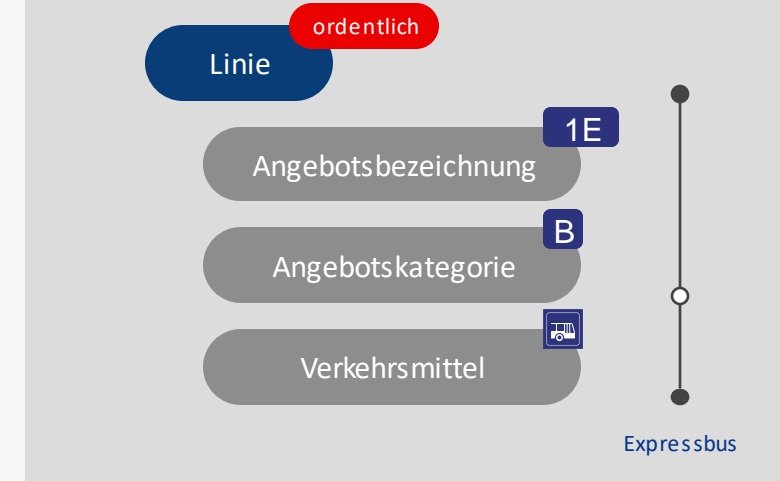 ordentlich
Linie
1E
Angebotsbezeichnung
B
Angebotskategorie
Verkehrsmittel
Expressbus